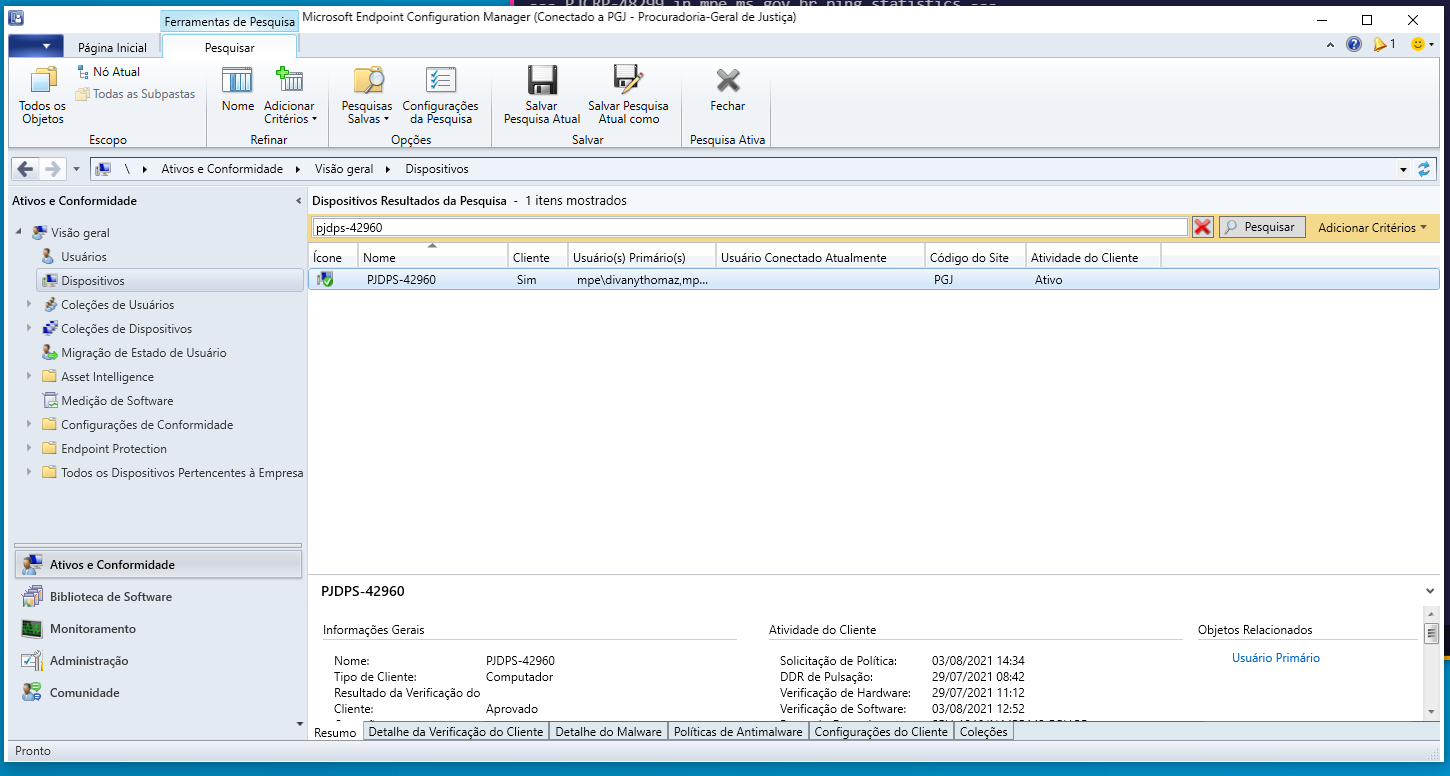 --- PJCRP-48299.in.mpe.ms.gov.br ping statistics ---
Ferramentas de Pesquisa
Microsoft Endpoint Configuration Manager (Conectado a PGJ - Procuradoria-Geral de Justiça)
Página Inicial
Pesquisar
1
Todos os Objetos
Nó Atual
Todas as Subpastas
Escopo
Nome
Adicionar Critérios
Refinar
Pesquisas Salvas
Configurações da Pesquisa
Opções
Salvar Pesquisa Atual
Salvar Pesquisa Atual como
Salvar
Fechar
Pesquisa Ativa
\ Ativos e Conformidade Visão geral Dispositivos
Ativos e Conformidade
Visão geral
Usuários
Dispositivos
Coleções de Usuários
Coleções de Dispositivos
Migração de Estado de Usuário
Asset Intelligence
Medição de Software
Configurações de Conformidade
Endpoint Protection
Todos os Dispositivos Pertencentes à Empresa
Ativos e Conformidade
Biblioteca de Software
Monitoramento
Administração
Comunidade
Dispositivos Resultados da Pesquisa - 1 itens mostrados
pjdps-42960
Pesquisar
Adicionar Critérios
Ícone Nome Cliente Usuário(s) Primário(s) Usuário Conectado Atualmente Código do Site Atividade do Cliente
PJDPS-42960 Sim mpe\divanythomaz,mp... PGJ Ativo
PJDPS-42960
Informações Gerais
Nome: PJDPS-42960
Tipo de Cliente: Computador
Resultado da Verificação do
Cliente: Aprovado
Atividade do Cliente
Solicitação de Política: 03/08/2021 14:34
DDR de Pulsação: 29/07/2021 08:42
Verificação de Hardware: 29/07/2021 11:12
Verificação de Software: 03/08/2021 12:52
Objetos Relacionados
Usuário Primário
Resumo Detalhe da Verificação do Cliente Detalhe do Malware Políticas de Antimalware Configurações do Cliente Coleções
Pronto